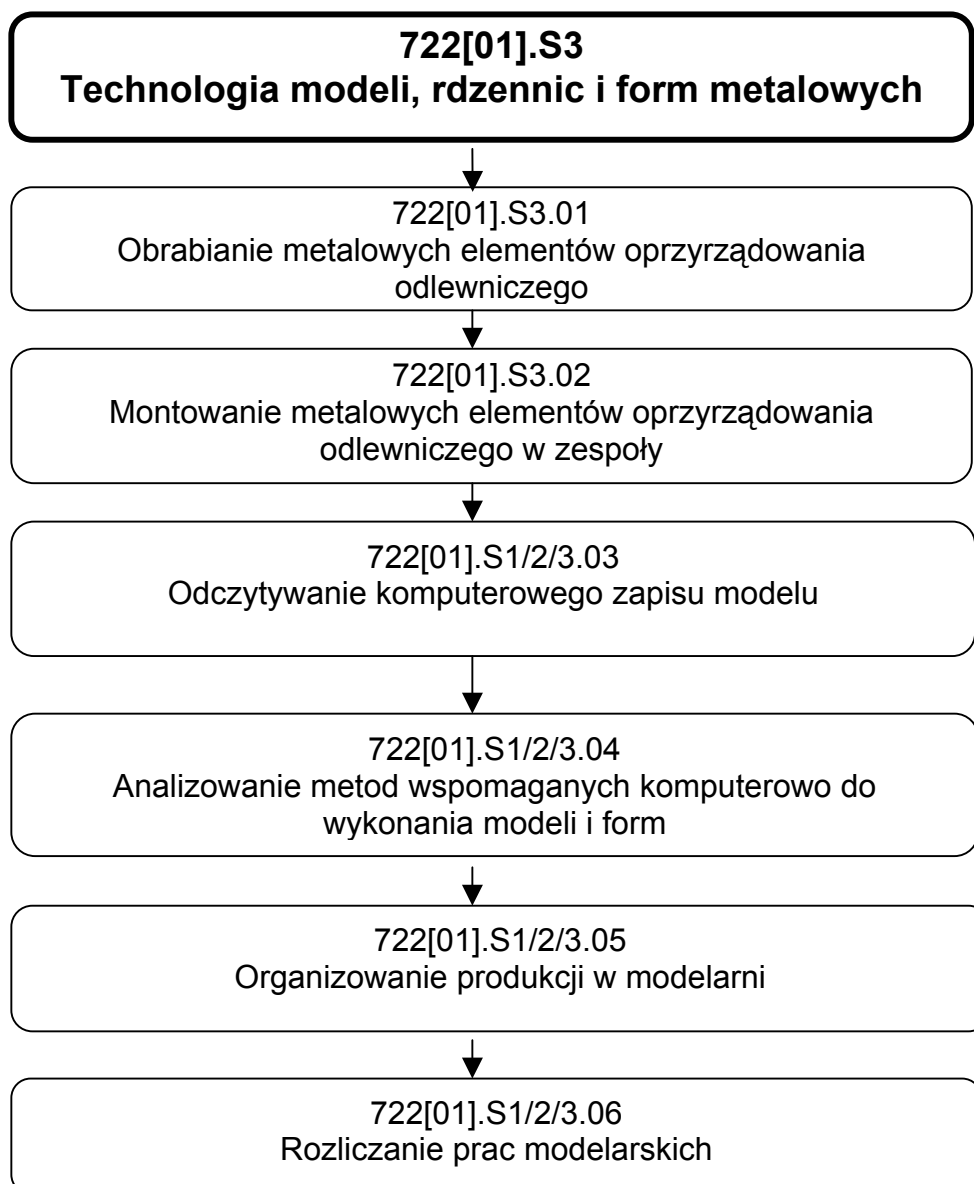 722[01].S3
Technologia modeli, rdzennic i form metalowych
722[01].S3.01
Obrabianie metalowych elementów oprzyrządowania
odlewniczego
722[01].S3.02
Montowanie metalowych elementów oprzyrządowania
odlewniczego w zespoły
722[01].S1/2/3.03
Odczytywanie komputerowego zapisu modelu
722[01].S1/2/3.04
Analizowanie metod wspomaganych komputerowo do
wykonania modeli i form
722[01].S1/2/3.05
Organizowanie produkcji w modelarni
722[01].S1/2/3.06
Rozliczanie prac modelarskich